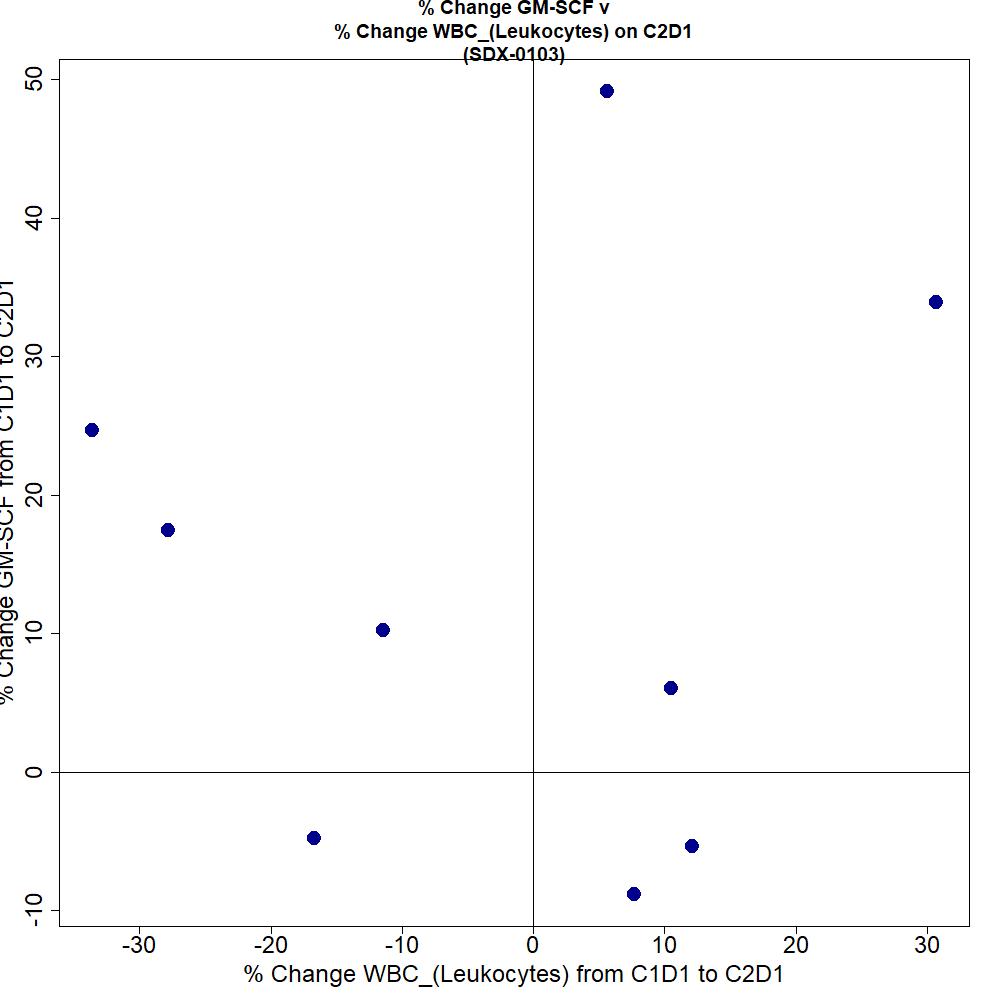 % Change GM-SCF v
% Change WBC_(Leukocytes) on C2D1
(SDX-0103)
% Change GM-SCF from C1D1 to C2D1
50
40
30
20
10
0
-10
-30
-20
-10
0
10
20
30
% Change WBC_(Leukocytes) from C1D1 to C2D1